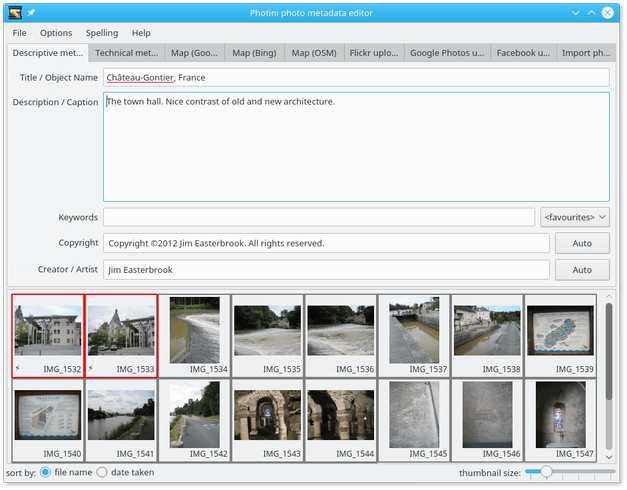 Photini photo metadata editor
File Options Spelling Help
Descriptive met... Technical met... Map (Goo... Map (Bing) Map (OSM) Flickr uplo... Google Photos u... Facebook u... Import ph...
Title / Object Name Château-Gontier, France
Description / Caption The town hall. Nice contrast of old and new architecture.
Keywords <favourites>
Copyright Copyright ©2012 Jim Easterbrook. All rights reserved. Auto
Creator / Artist Jim Easterbrook Auto
IMG_1532 IMG_1533 IMG_1534 IMG_1535 IMG_1536 IMG_1537 IMG_1538 IMG_1539
IMG_1540 IMG_1541 IMG_1542 IMG_1543 IMG_1544 IMG_1545 IMG_1546 IMG_1547
sort by: file name date taken thumbnail size: